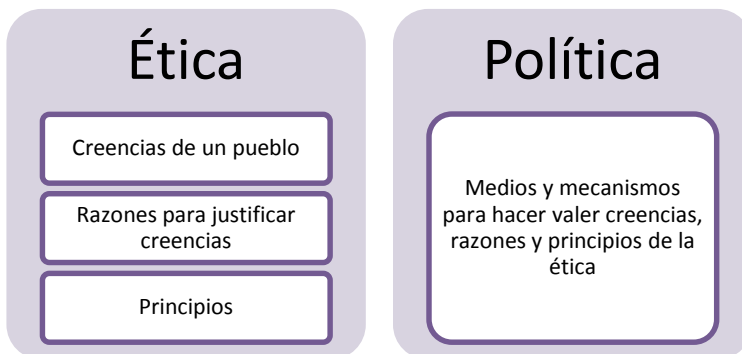 Ética
Creencias de un pueblo
Razones para justificar
creencias
Principios
Política
Medios y mecanismos
para hacer valer creencias,
razones y principios de la
ética